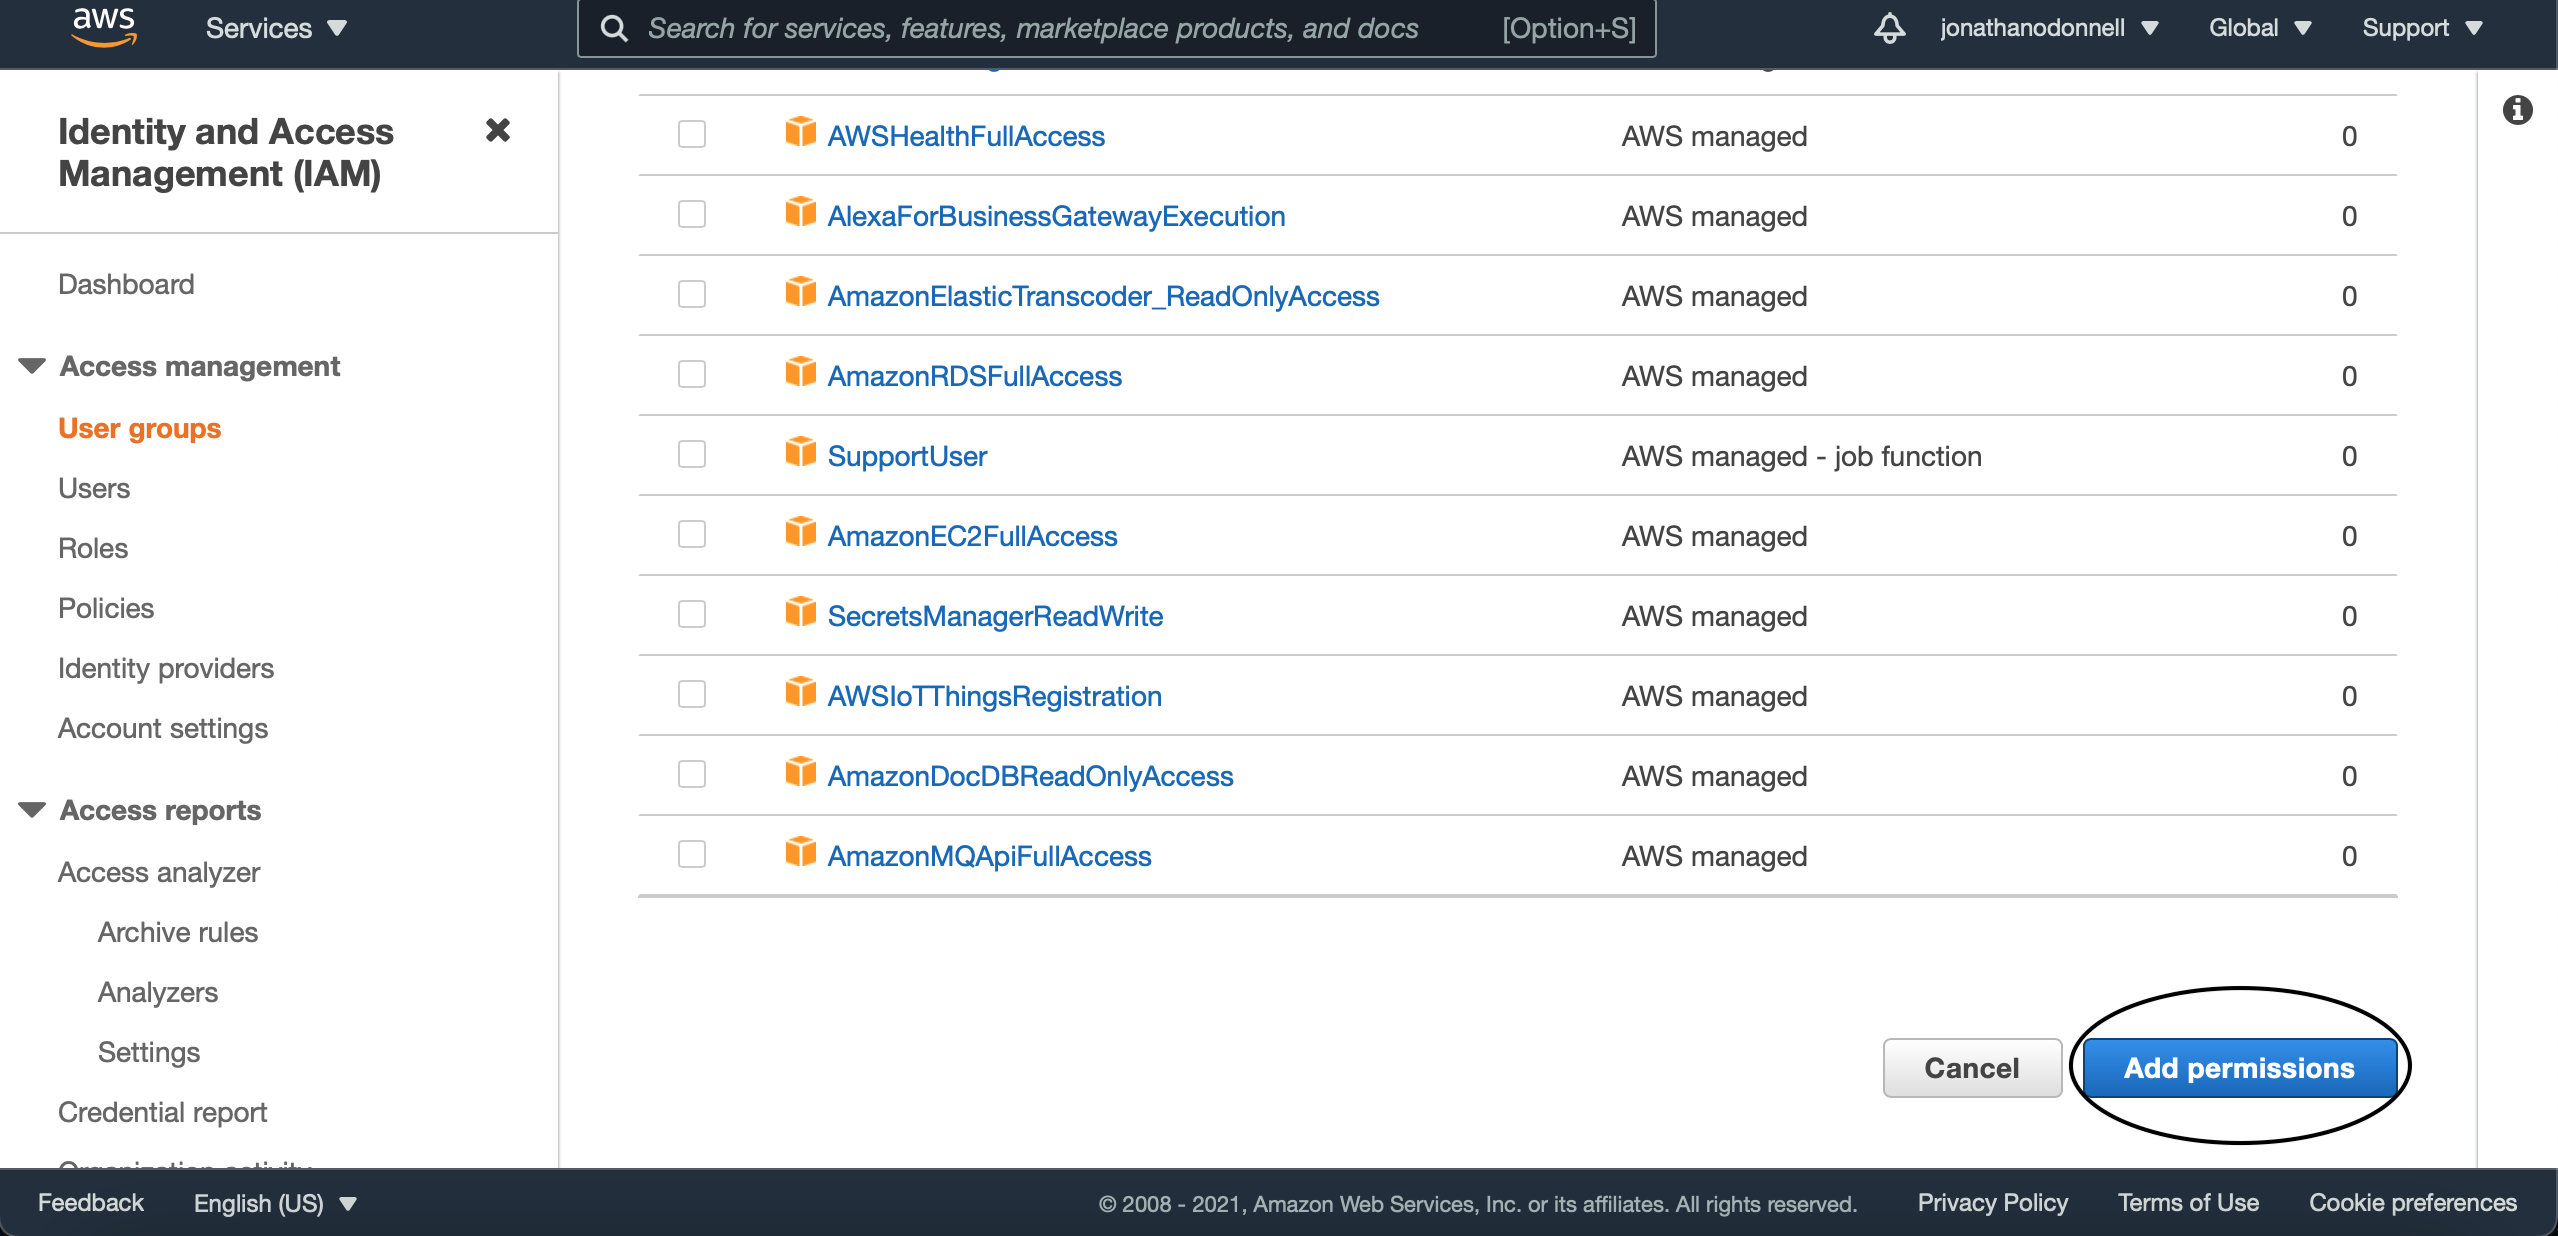 aws
Services
Search for services, features, marketplace products, and docs [Option+S]
jonathanodonnell
Global
Support
Identity and Access
Management (IAM)
Dashboard
Access management
User groups
Users
Roles
Policies
Identity providers
Account settings
Access reports
Access analyzer
Archive rules
Analyzers
Settings
Credential report
Organization activity
AWSHealthFullAccess AWS managed 0
AlexaForBusinessGatewayExecution AWS managed 0
AmazonElasticTranscoder_ReadOnlyAccess AWS managed 0
AmazonRDSFullAccess AWS managed 0
SupportUser AWS managed - job function 0
AmazonEC2FullAccess AWS managed 0
SecretsManagerReadWrite AWS managed 0
AWSIoTThingsRegistration AWS managed 0
AmazonDocDBReadOnlyAccess AWS managed 0
AmazonMQApiFullAccess AWS managed 0
Cancel
Add permissions
Feedback
English (US)
© 2008 - 2021, Amazon Web Services, Inc. or its affiliates. All rights reserved.
Privacy Policy
Terms of Use
Cookie preferences